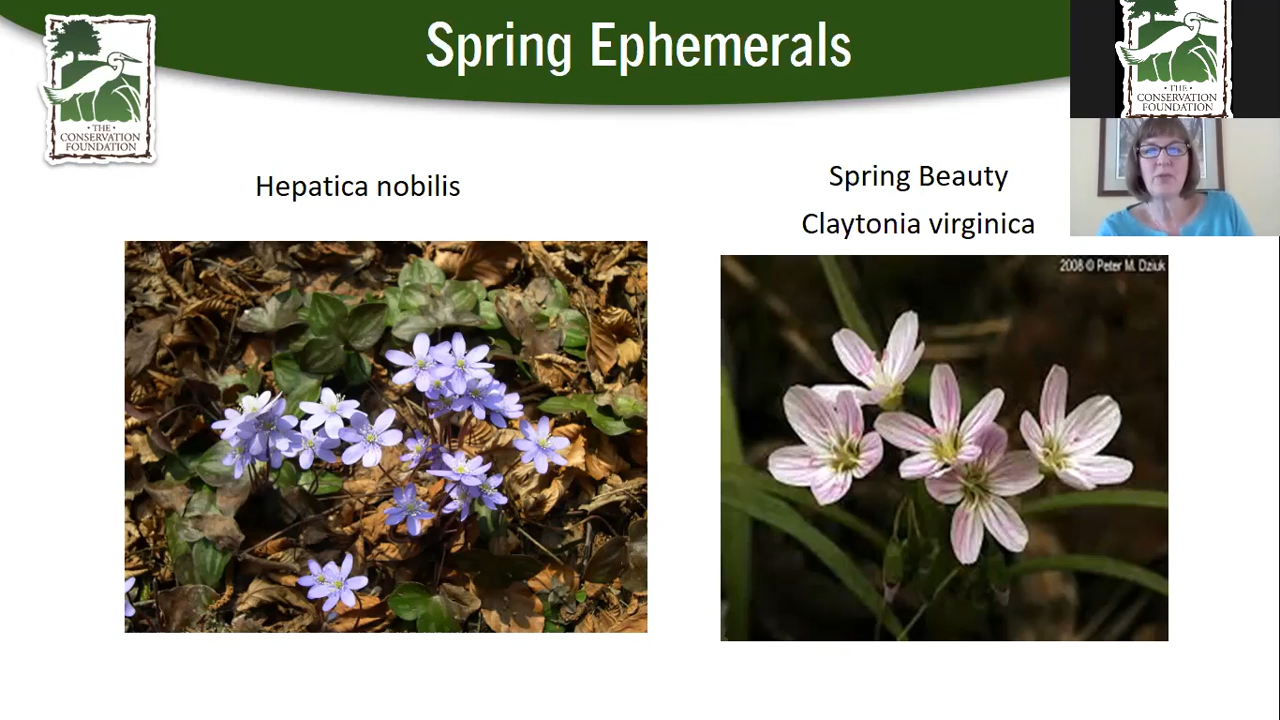 Spring Ephemerals
• THE •
CONSERVATION
FOUNDATION
• THE •
CONSERVATION
FOUNDATION
Hepatica nobilis
Spring Beauty
Claytonia virginica
2008 © Peter M. Dziuk